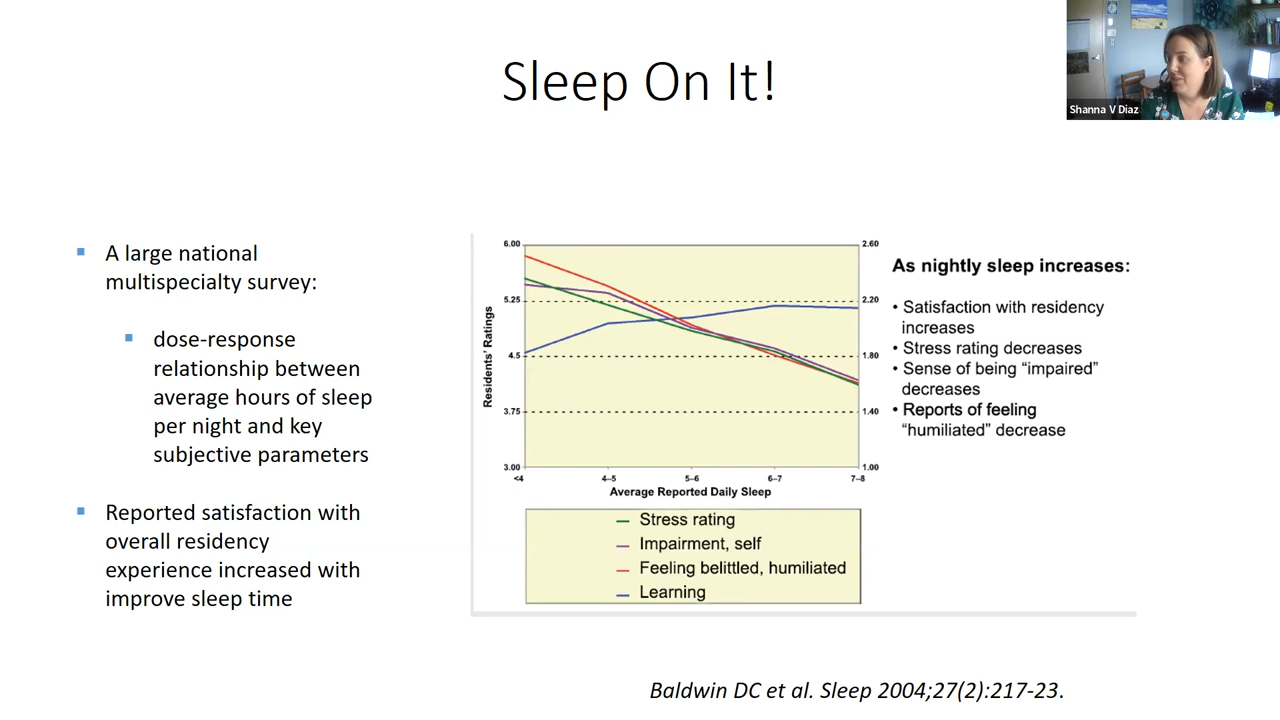 Sleep On It!
Shanna V Diaz
▪ A large national
multispecialty survey:
▪ dose-response
relationship between
average hours of sleep
per night and key
subjective parameters
▪ Reported satisfaction with
overall residency
experience increased with
improve sleep time
6.00
5.25
4.5
3.75
3.00
Residents' Ratings
2.60
2.20
1.80
1.40
1.00
<4 4–5 5–6 6–7 7–8
Average Reported Daily Sleep
Stress rating
Impairment, self
Feeling belittled, humiliated
Learning
As nightly sleep increases:
• Satisfaction with residency
increases
• Stress rating decreases
• Sense of being "impaired"
decreases
• Reports of feeling
"humiliated" decrease
Baldwin DC et al. Sleep 2004;27(2):217-23.